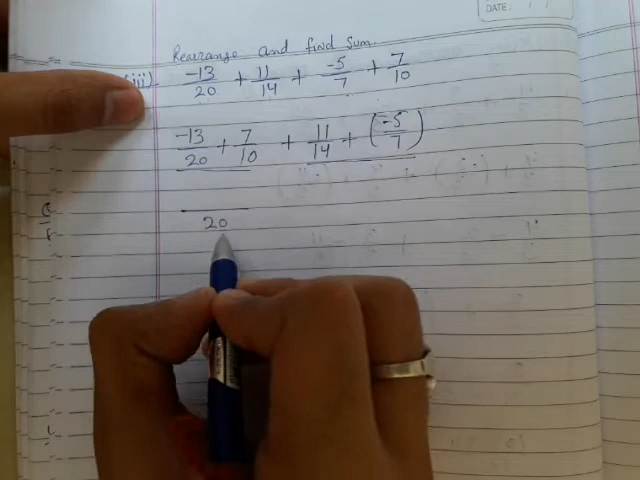 DATE.
Rearrange and find Sum.
(iii) -13/20 + 11/14 + -5/7 + 7/10
-13/20 + 7/10 + 11/14 + (-5/7)
20